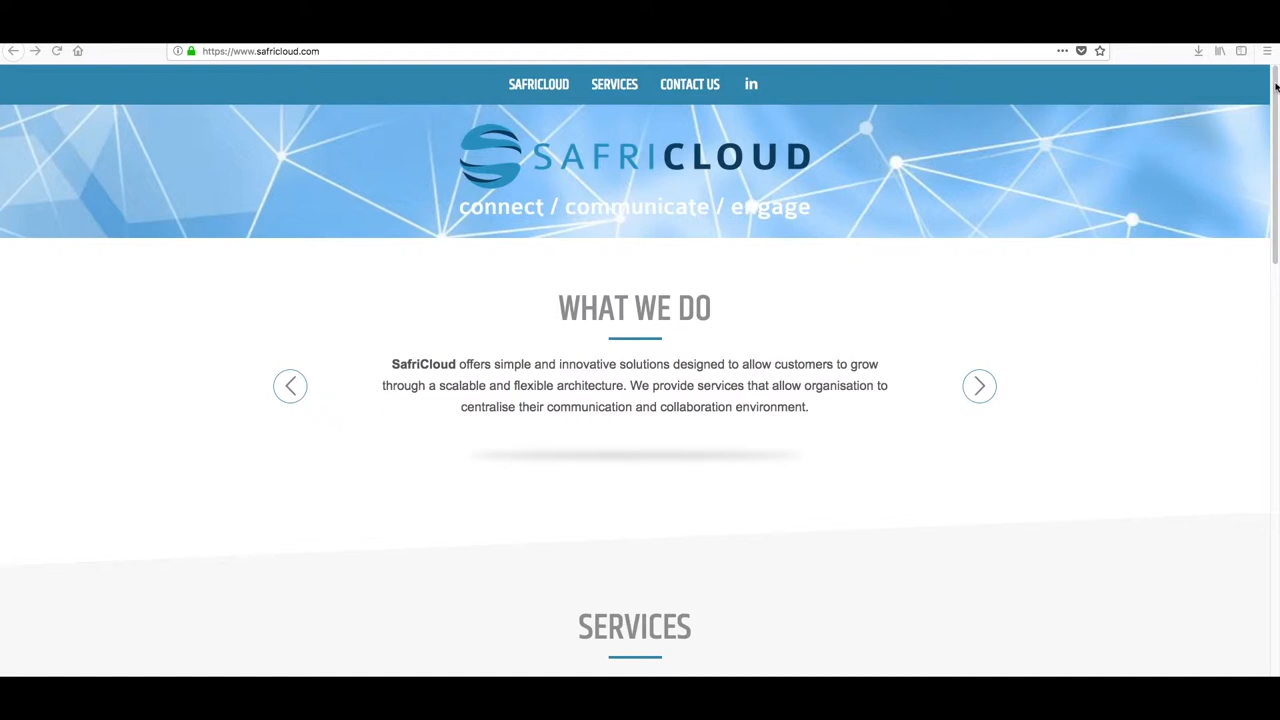 https://www.safricloud.com
SAFRICLOUD SERVICES CONTACT US in
SAFRICLOUD
connect / communicate / engage
WHAT WE DO
SafriCloud offers simple and innovative solutions designed to allow customers to grow
through a scalable and flexible architecture. We provide services that allow organisation to
centralise their communication and collaboration environment.
SERVICES